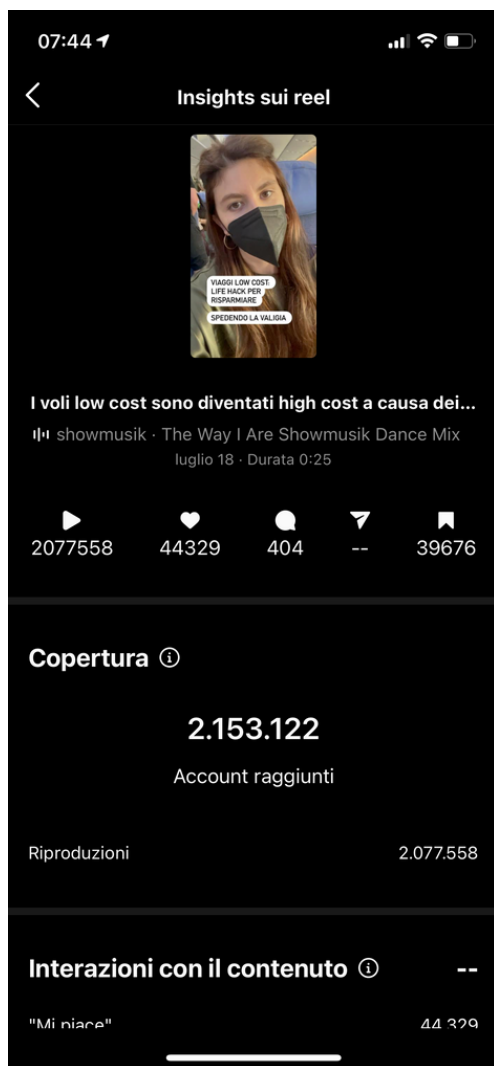 07:44
Insights sui reel
VIAGGI LOW COST:
LIFE HACK PER
RISPARMIARE
SPEDENDO LA VALIGIA
I voli low cost sono diventati high cost a causa dei...
showmusik · The Way I Are Showmusik Dance Mix
luglio 18 · Durata 0:25
2077558 44329 404 -- 39676
Copertura
2.153.122
Account raggiunti
Riproduzioni 2.077.558
Interazioni con il contenuto --
"Mi piace" 44.329